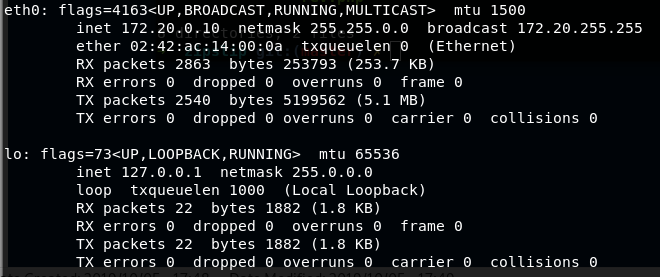 eth0: flags=4163<UP,BROADCAST,RUNNING,MULTICAST>  mtu 1500
        inet 172.20.0.10  netmask 255.255.0.0  broadcast 172.20.255.255
        ether 02:42:ac:14:00:0a  txqueuelen 0  (Ethernet)
        RX packets 2863  bytes 253793 (253.7 KB)
        RX errors 0  dropped 0  overruns 0  frame 0
        TX packets 2540  bytes 5199562 (5.1 MB)
        TX errors 0  dropped 0 overruns 0  carrier 0  collisions 0

lo: flags=73<UP,LOOPBACK,RUNNING>  mtu 65536
        inet 127.0.0.1  netmask 255.0.0.0
        loop  txqueuelen 1000  (Local Loopback)
        RX packets 22  bytes 1882 (1.8 KB)
        RX errors 0  dropped 0  overruns 0  frame 0
        TX packets 22  bytes 1882 (1.8 KB)
        TX errors 0  dropped 0 overruns 0  carrier 0  collisions 0